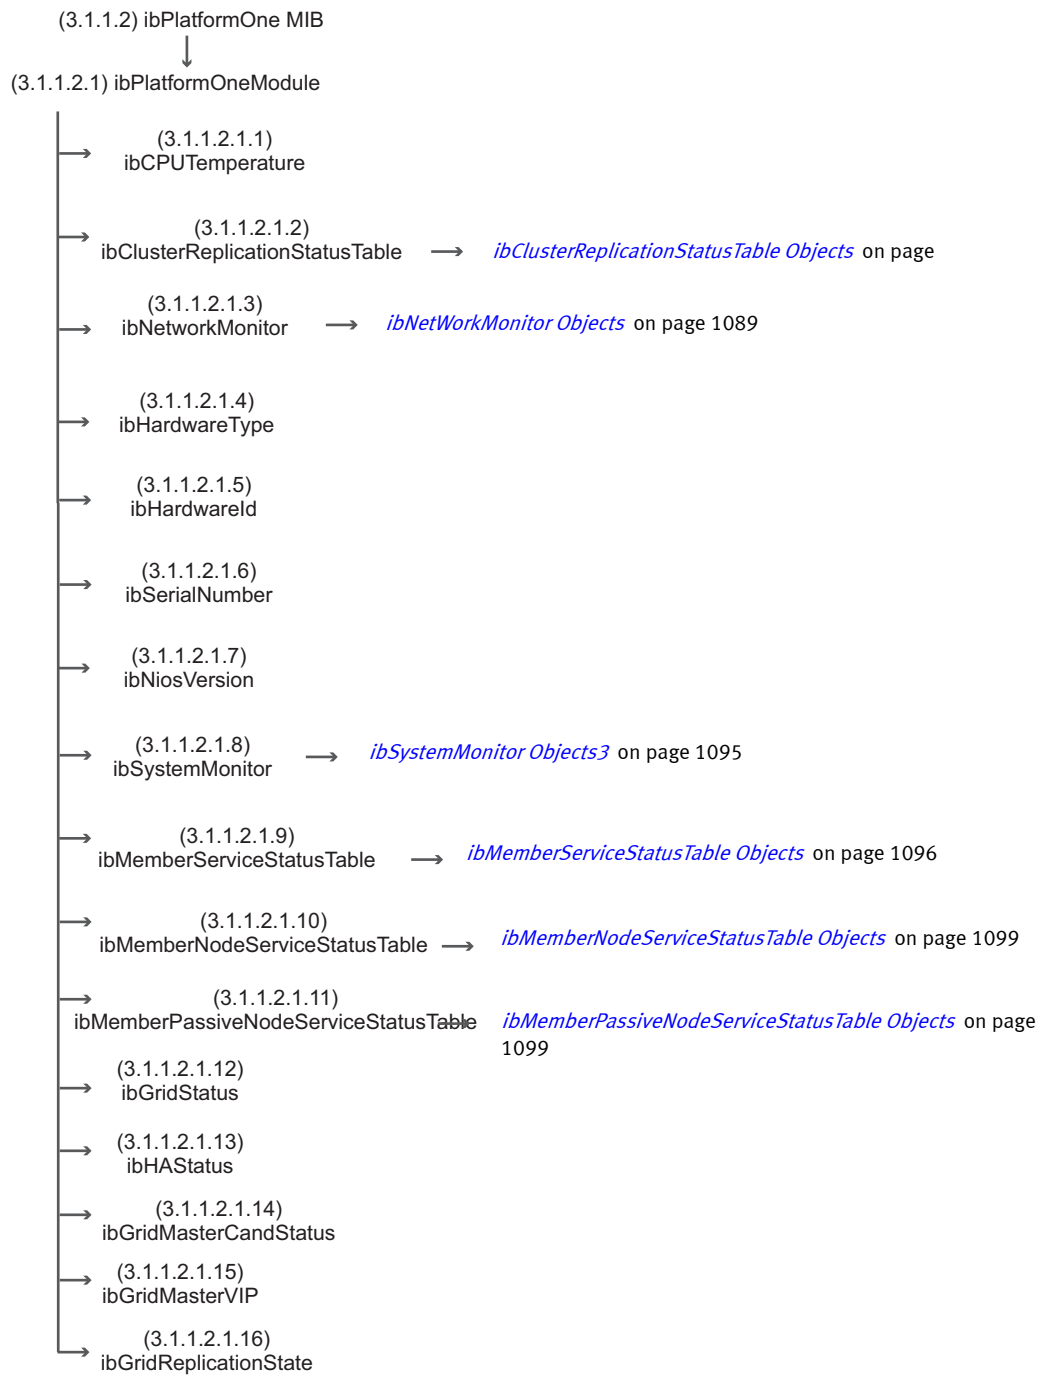 (3.1.1.2) ibPlatformOne MIB
(3.1.1.2.1) ibPlatformOneModule
(3.1.1.2.1.1)
ibCPUTemperature
(3.1.1.2.1.2)
ibClusterReplicationStatusTable
ibClusterReplicationStatusTable Objects on page
(3.1.1.2.1.3)
ibNetworkMonitor
ibNetWorkMonitor Objects on page 1089
(3.1.1.2.1.4)
ibHardwareType
(3.1.1.2.1.5)
ibHardwareId
(3.1.1.2.1.6)
ibSerialNumber
(3.1.1.2.1.7)
ibNiosVersion
(3.1.1.2.1.8)
ibSystemMonitor
ibSystemMonitor Objects3 on page 1095
(3.1.1.2.1.9)
ibMemberServiceStatusTable
ibMemberServiceStatusTable Objects on page 1096
(3.1.1.2.1.10)
ibMemberNodeServiceStatusTable
ibMemberNodeServiceStatusTable Objects on page 1099
(3.1.1.2.1.11)
ibMemberPassiveNodeServiceStatusTable
ibMemberPassiveNodeServiceStatusTable Objects on page
1099
(3.1.1.2.1.12)
ibGridStatus
(3.1.1.2.1.13)
ibHAStatus
(3.1.1.2.1.14)
ibGridMasterCandStatus
(3.1.1.2.1.15)
ibGridMasterVIP
(3.1.1.2.1.16)
ibGridReplicationState